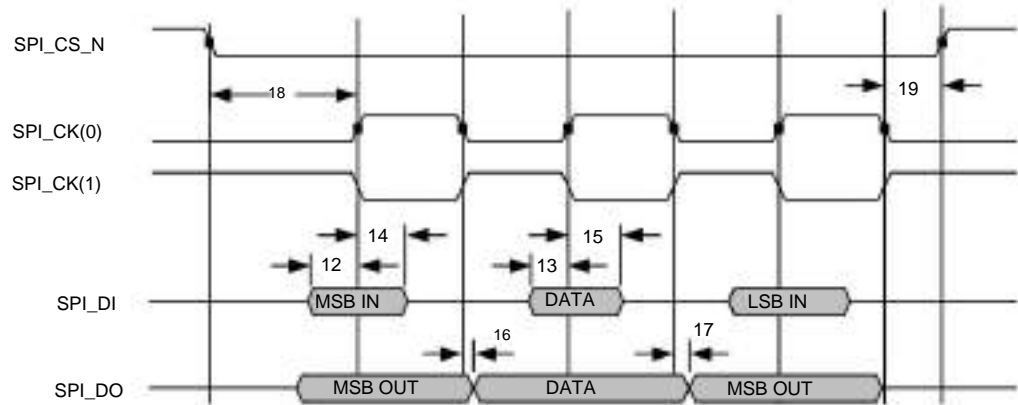 SPI_CS_N
18
19
SPI_CK(0)
SPI_CK(1)
14
15
12
13
SPI_DI
MSB IN
DATA
LSB IN
16
17
SPI_DO
MSB OUT
DATA
MSB OUT